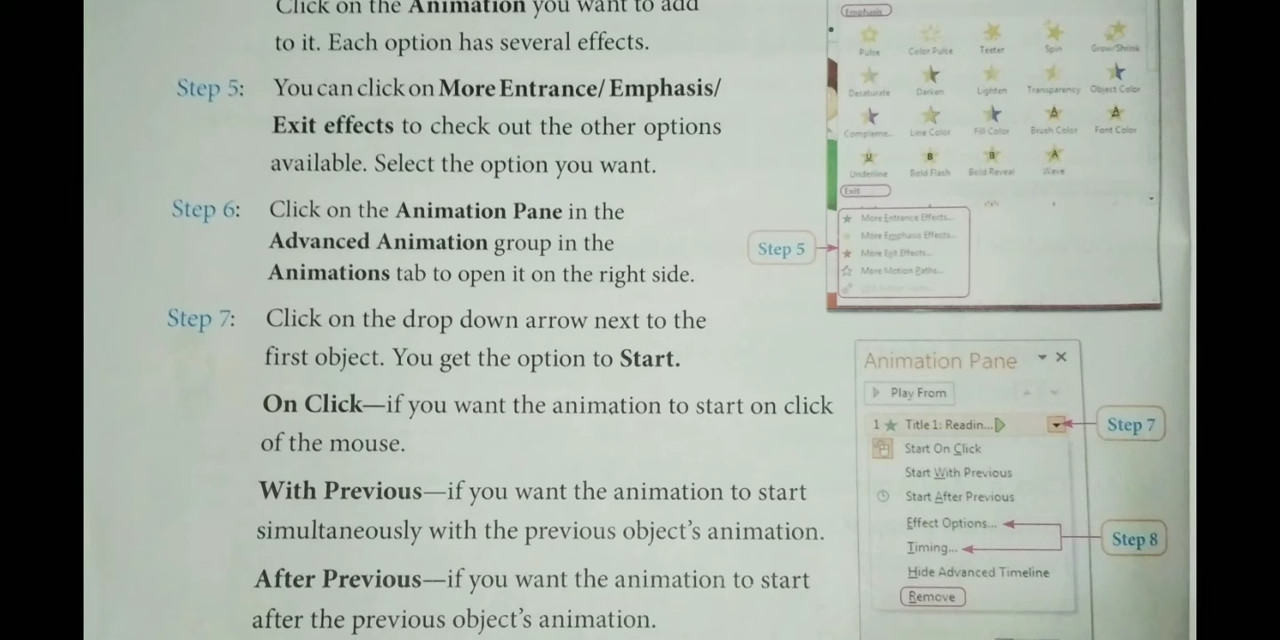 Click on the Animation you want to add
to it. Each option has several effects.
Step 5: You can click on More Entrance/ Emphasis/
Exit effects to check out the other options
available. Select the option you want.
Step 6: Click on the Animation Pane in the
Advanced Animation group in the
Animations tab to open it on the right side.
Step 7: Click on the drop down arrow next to the
first object. You get the option to Start.
On Click—if you want the animation to start on click
of the mouse.
With Previous—if you want the animation to start
simultaneously with the previous object's animation.
After Previous—if you want the animation to start
after the previous object's animation.
Emphasis
Pulse Color Pulse Teeter Spin Grow/Shrink
Desaturate Darken Lighten Transparency Object Color
Compleme... Line Color Fill Color Brush Color Font Color
Underline Bold Flash Bold Reveal Wave
Exit
More Entrance Effects...
More Emphasis Effects...
More Exit Effects...
More Motion Paths...
Step 5
Animation Pane
Play From
1 Title 1: Readin...
Step 7
Start On Click
Start With Previous
Start After Previous
Effect Options...
Step 8
Timing...
Hide Advanced Timeline
Remove